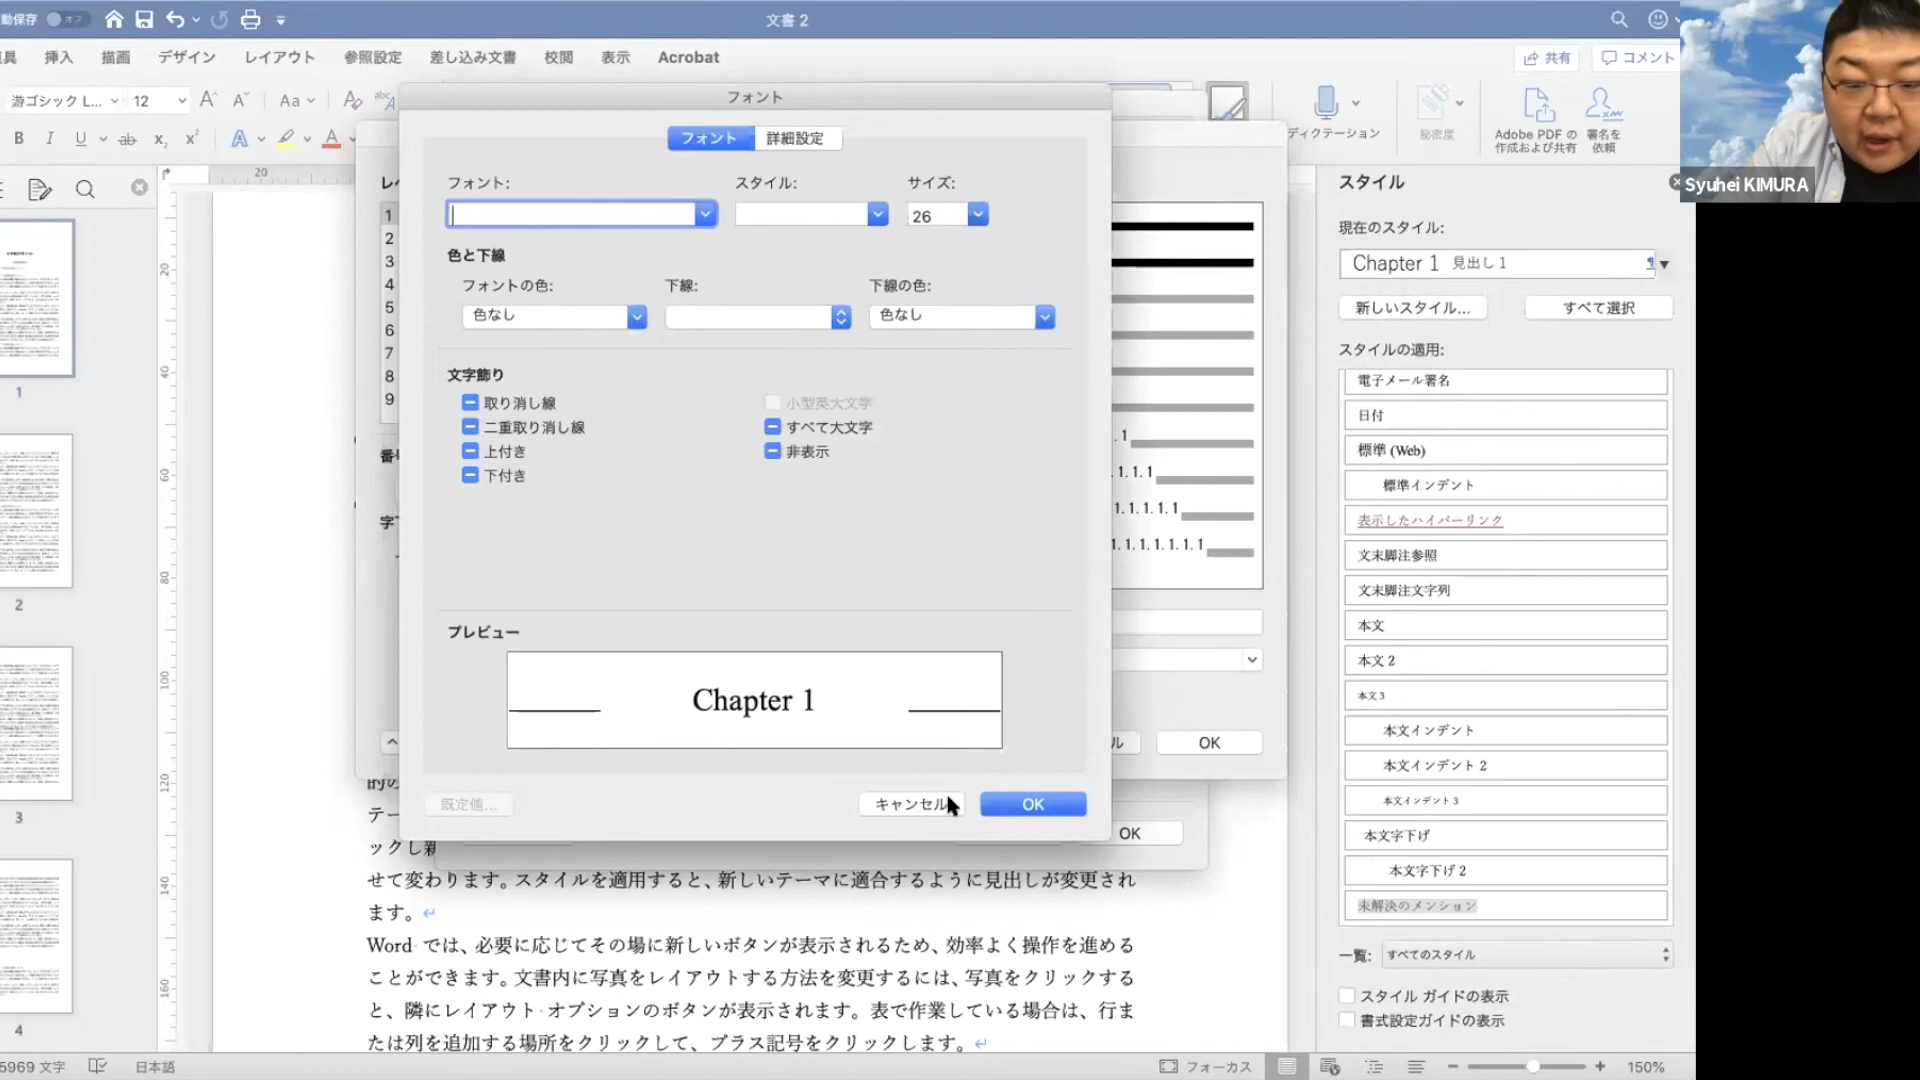 動保存 オフ
文書 2
挿入 描画 デザイン レイアウト 参照設定 差し込み文書 校閲 表示 Acrobat
共有 コメント
游ゴシック L... 12 Aa
B I U ab x
ディクテーション 秘密度 Adobe PDF の 署名を
作成および共有 依頼
20
フォント
フォント 詳細設定
フォント: スタイル: サイズ:
26
色と下線
フォントの色: 下線: 下線の色:
色なし 色なし
文字飾り
取り消し線 小型英大文字
二重取り消し線 すべて大文字
上付き 非表示
下付き
プレビュー
Chapter 1
既定値... キャンセル OK
1
2
3
4
5
6
7
8
9
OK
OK
スタイル
Syuhei KIMURA
現在のスタイル:
Chapter 1 見出し 1
新しいスタイル... すべて選択
スタイルの適用:
電子メール署名
日付
標準 (Web)
標準インデント
表示したハイパーリンク
文末脚注参照
文末脚注文字列
本文
本文 2
本文 3
本文インデント
本文インデント 2
本文インデント 3
本文字下げ
本文字下げ 2
未解決のメンション
一覧: すべてのスタイル
スタイル ガイドの表示
書式設定ガイドの表示
1
2
3
4
20
40
60
80
100
120
140
160
せて変わります。スタイルを適用すると、新しいテーマに適合するように見出しが変更され
ます。
Word では、必要に応じてその場に新しいボタンが表示されるため、効率よく操作を進める
ことができます。文書内に写真をレイアウトする方法を変更するには、写真をクリックする
と、隣にレイアウト オプションのボタンが表示されます。表で作業している場合は、行ま
たは列を追加する場所をクリックして、プラス記号をクリックします。
5969 文字 日本語 フォーカス 150%